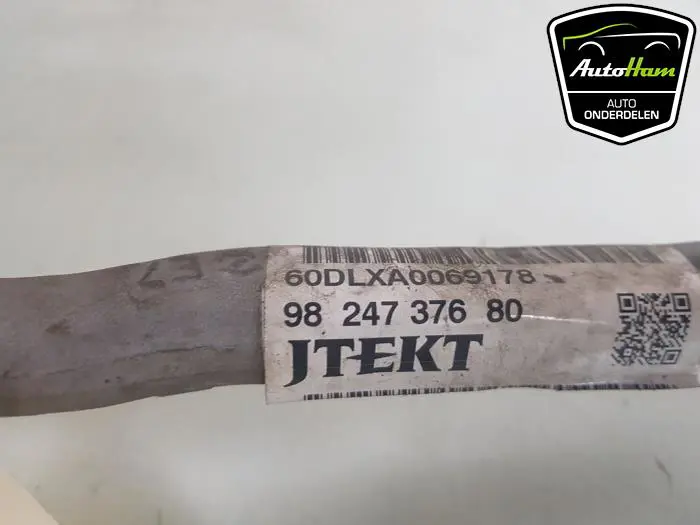 AutoHam
AUTO
ONDERDELEN
60DLXA0069178
98 247 376 80
JTEKT